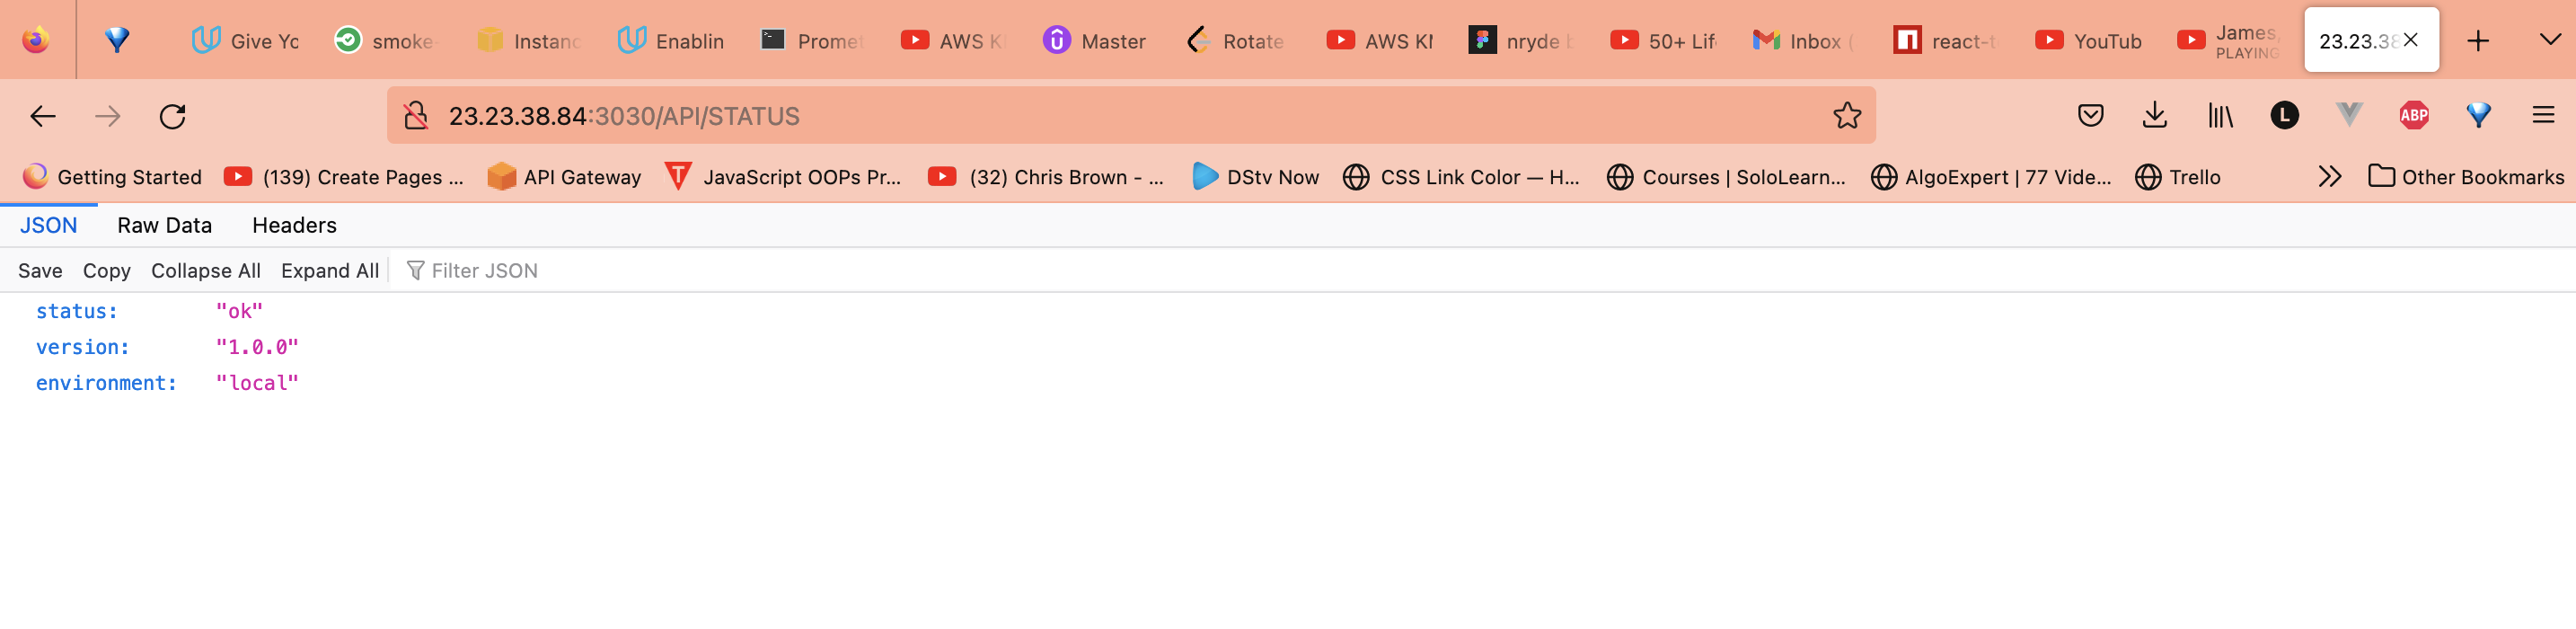 Give Yo smoke- Instanc Enablin Promet AWS K Master Rotate AWS KM nryde b 50+ Lif Inbox ( react-t YouTub James, 23.23.38
PLAYING
23.23.38.84:3030/API/STATUS
L ABP
Getting Started (139) Create Pages ... API Gateway JavaScript OOPs Pr... (32) Chris Brown - ... DStv Now CSS Link Color — H... Courses | SoloLearn... AlgoExpert | 77 Vide... Trello Other Bookmarks
JSON Raw Data Headers
Save Copy Collapse All Expand All Filter JSON
status: "ok"
version: "1.0.0"
environment: "local"